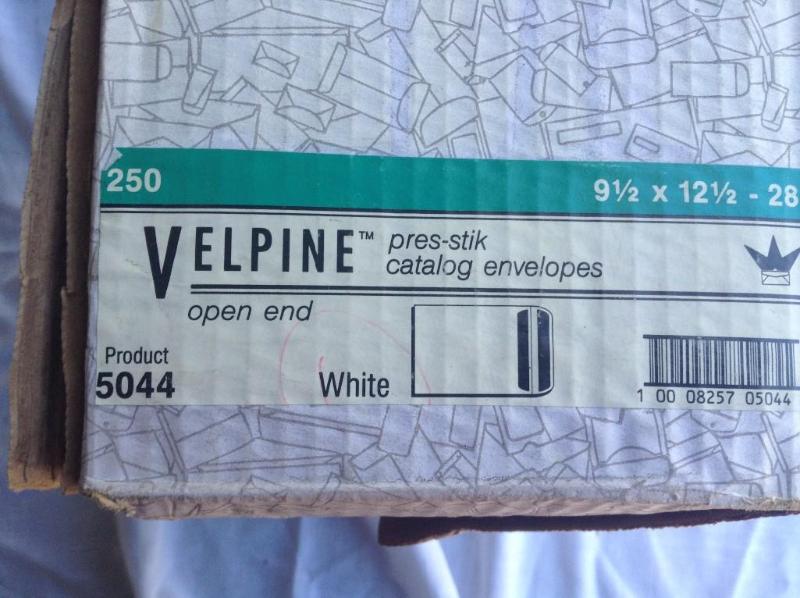 250
9½ x 12½ - 28
VELPINE™
pres-stik
catalog envelopes
open end
Product
5044
White
1 00 08257 05044